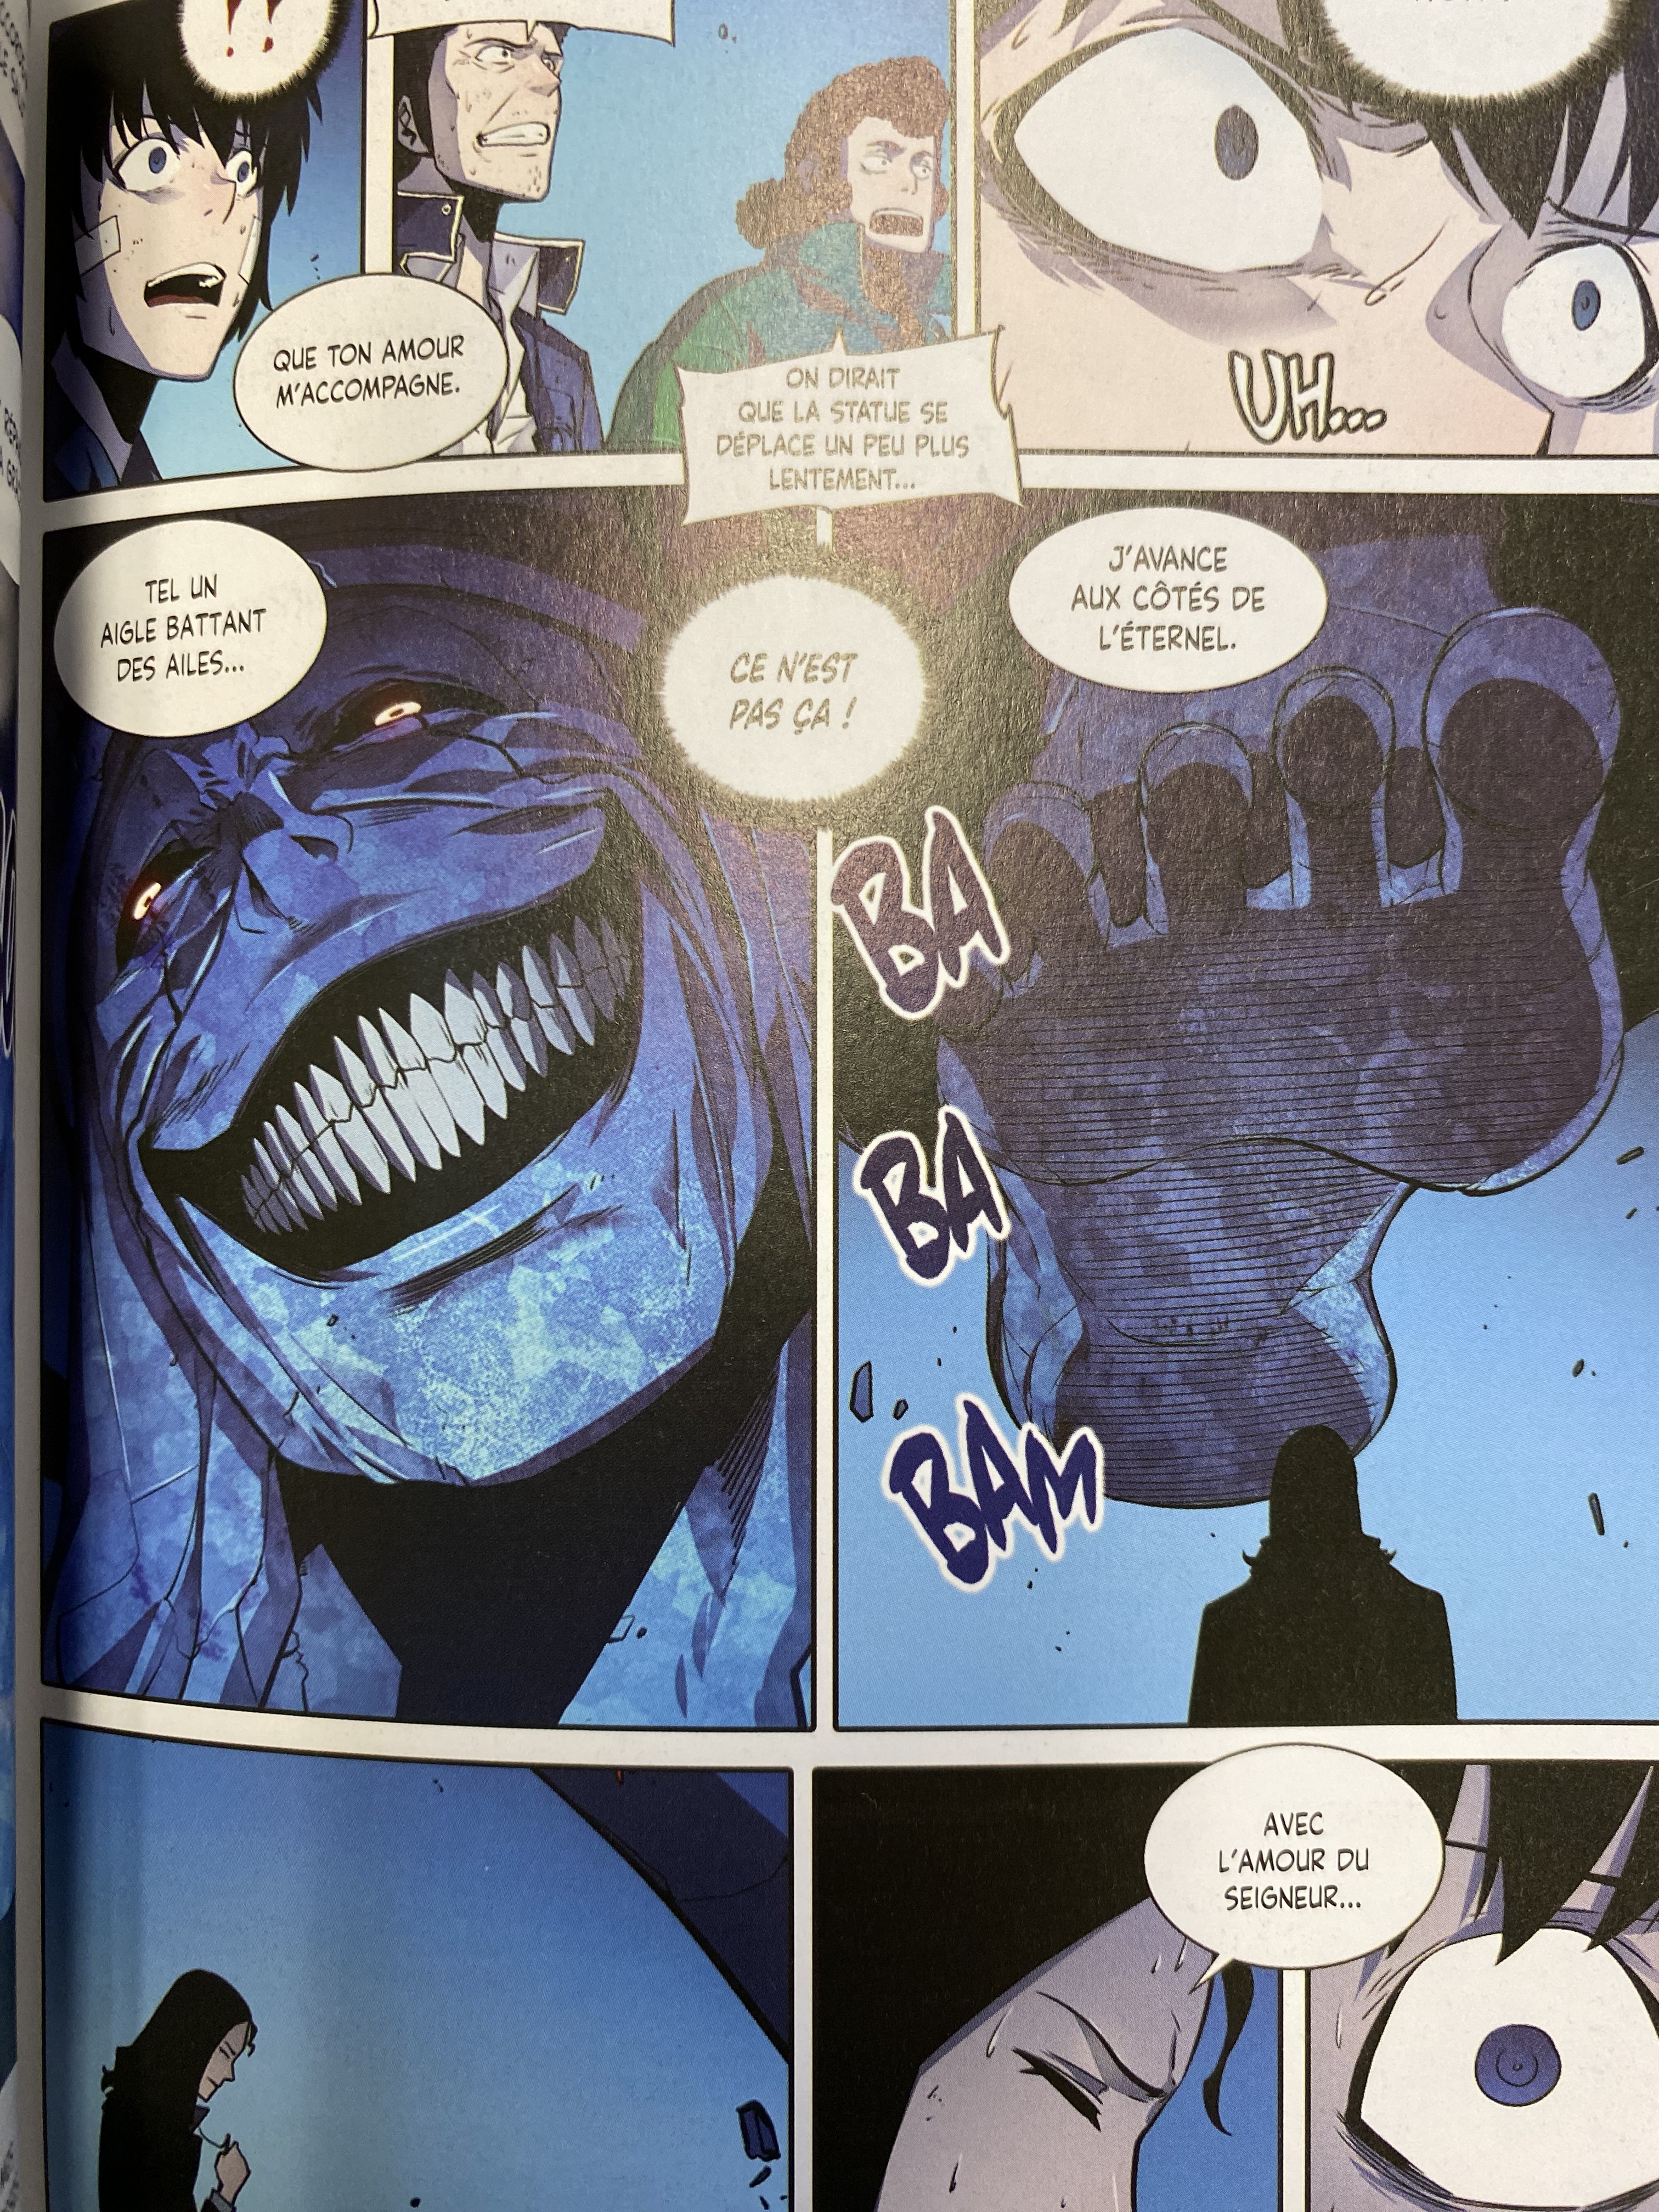 !!
QUE TON AMOUR
M'ACCOMPAGNE.
ON DIRAIT
QUE LA STATUE SE
DÉPLACE UN PEU PLUS
LENTEMENT...
UH...
TEL UN
AIGLE BATTANT
DES AILES...
CE N'EST
PAS ÇA !
J'AVANCE
AUX CÔTÉS DE
L'ÉTERNEL.
BA
BA
BAM
AVEC
L'AMOUR DU
SEIGNEUR...